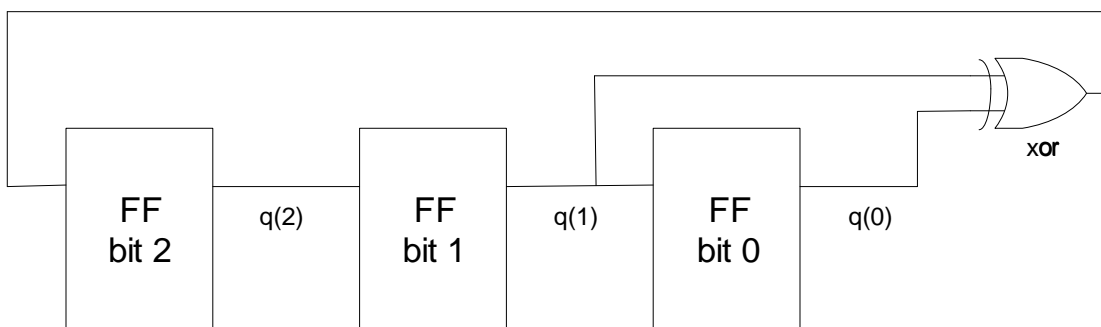 xor
FF
bit 2
q(2)
FF
bit 1
q(1)
FF
bit 0
q(0)